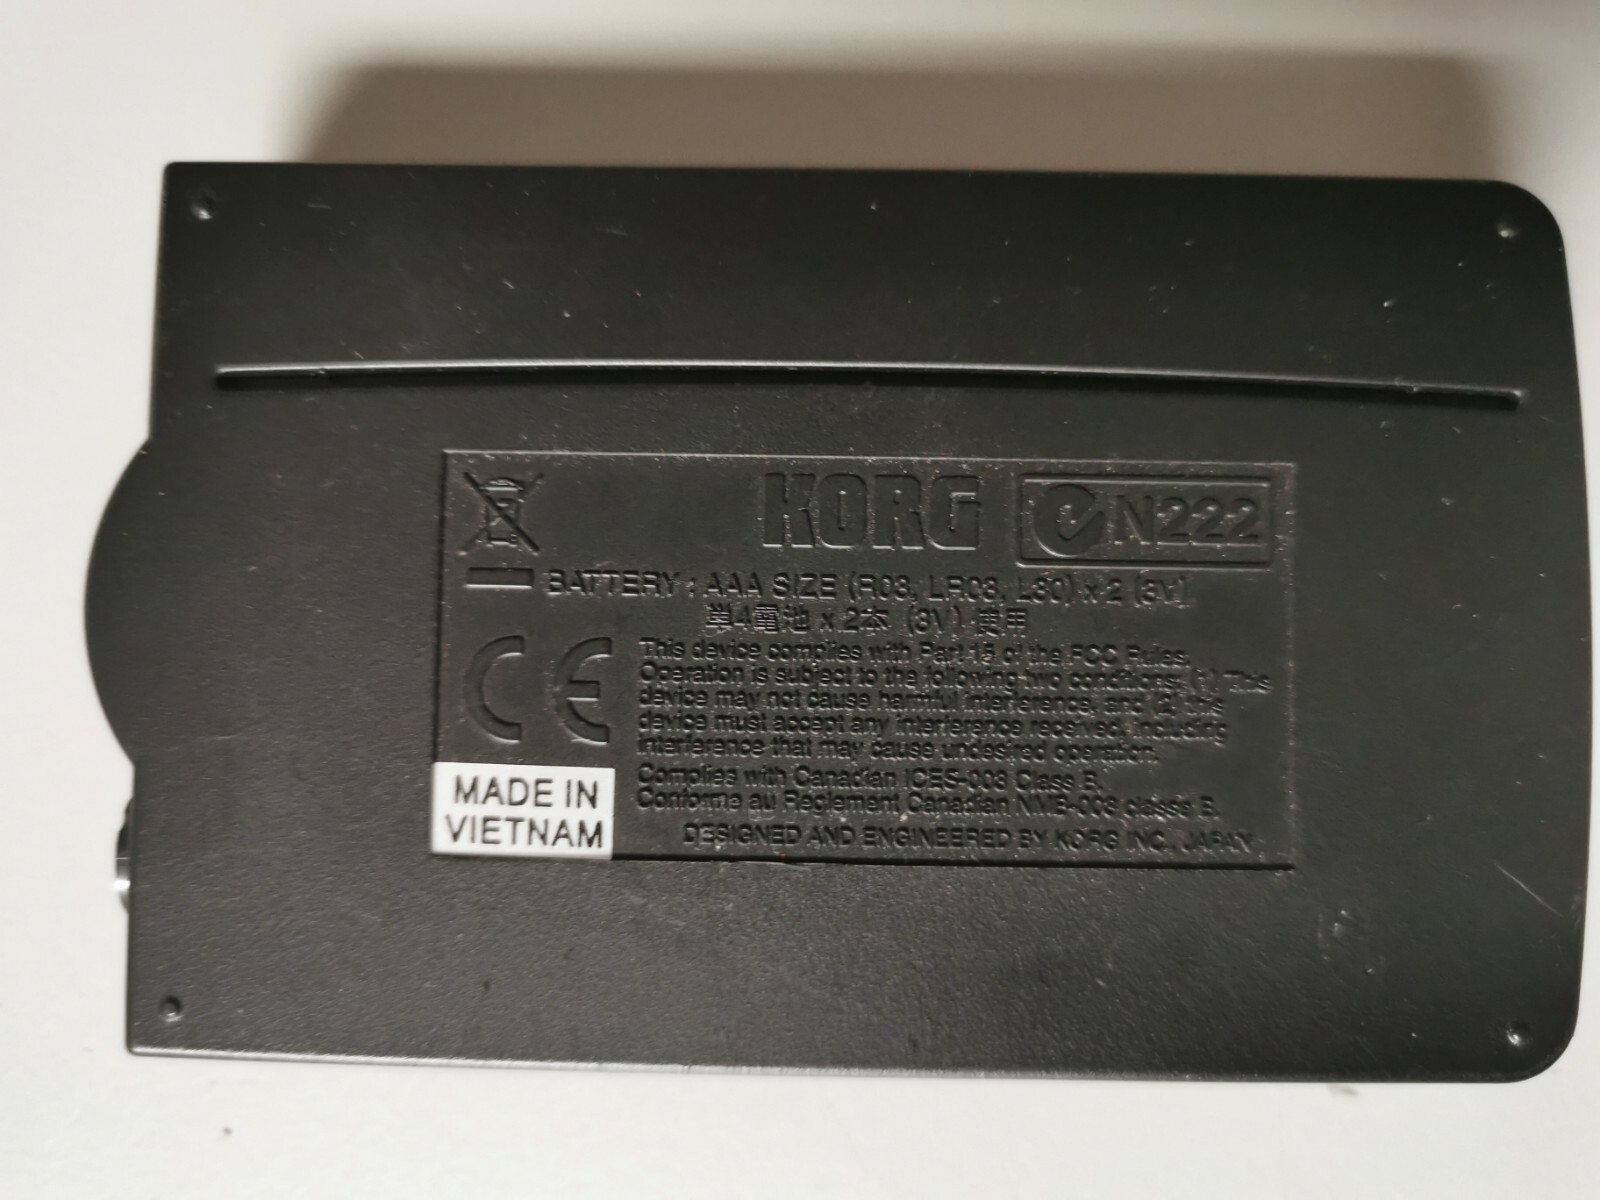 KORG N222
BATTERY : AAA SIZE (R03, LR03, L30) x 2 (3V)
単4電池 x 2本 (3V) 使用
This device complies with Part 15 of the FCC Rules.
Operation is subject to the following two conditions: (1) This
device may not cause harmful interference, and (2) this
device must accept any interference received, including
interference that may cause undesired operation.
Complies with Canadian ICES-003 Class B.
Conforme au Reglement Canadian NMB-003 classe B.
DESIGNED AND ENGINEERED BY KORG INC., JAPAN
CE
MADE IN
VIETNAM